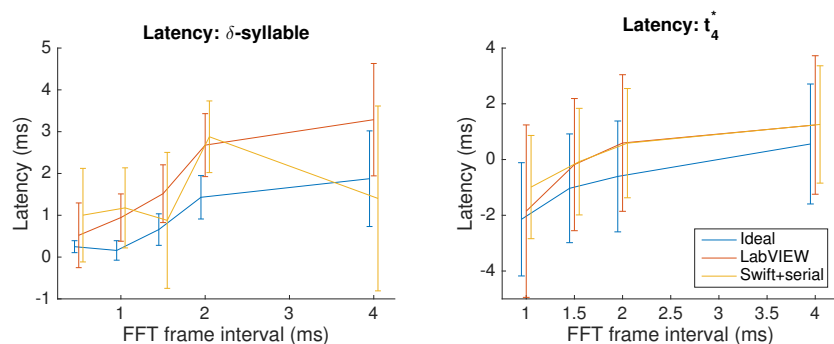 Latency: δ-syllable
5
4
3
2
1
0
-1
Latency (ms)
1
2
3
4
FFT frame interval (ms)
Latency: t*4
4
2
0
-2
-4
Latency (ms)
1
1.5
2
2.5
3
3.5
4
FFT frame interval (ms)
Ideal
LabVIEW
Swift+serial